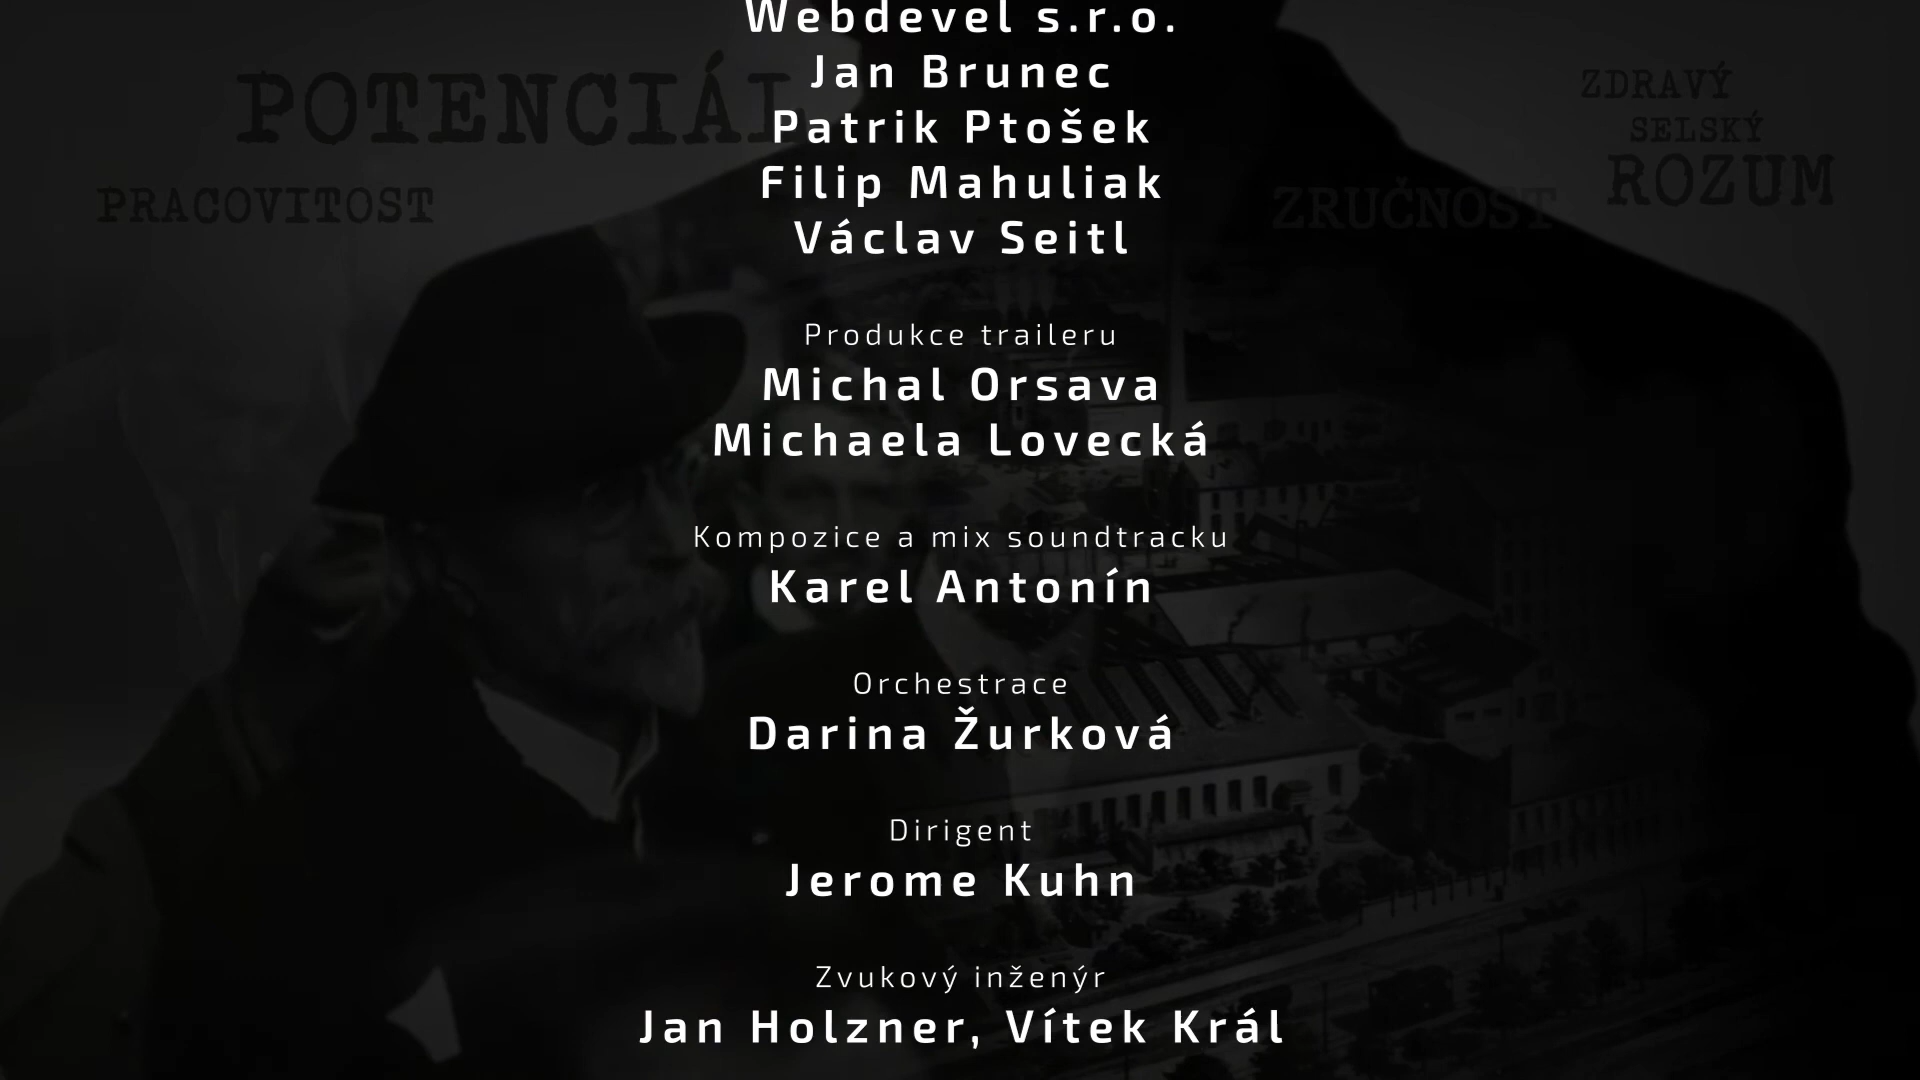 Webdevel s.r.o.
Jan Brunec
Patrik Ptošek
Filip Mahuliak
Václav Seitl
POTENCIÁL
PRACOVITOST
ZDRAVÝ
SELSKÝ
ROZUM
ZRUČNOST
Produkce traileru
Michal Orsava
Michaela Lovecká
Kompozice a mix soundtracku
Karel Antonín
Orchestrace
Darina Žurková
Dirigent
Jerome Kuhn
Zvukový inženýr
Jan Holzner, Vítek Král